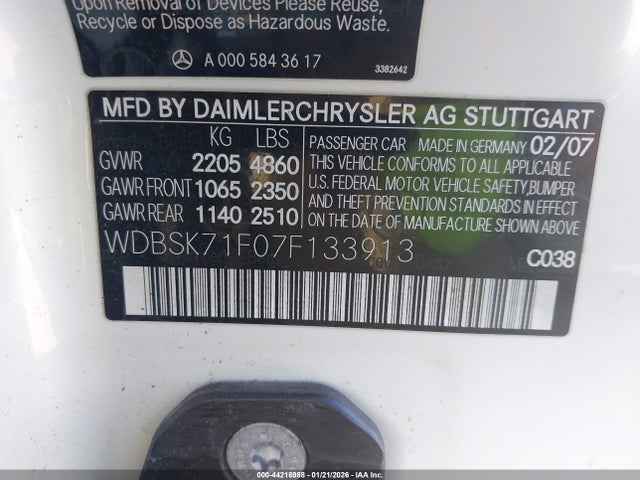 Upon Removal of Devices Please Reuse,
Recycle or Dispose as Hazardous Waste.
A 000 584 36 17
3382642
MFD BY DAIMLERCHRYSLER AG STUTTGART
KG LBS
GVWR 2205 4860
GAWR FRONT 1065 2350
GAWR REAR 1140 2510
PASSENGER CAR MADE IN GERMANY 02/07
THIS VEHICLE CONFORMS TO ALL APPLICABLE
U.S. FEDERAL MOTOR VEHICLE SAFETY, BUMPER
AND THEFT PREVENTION STANDARDS IN EFFECT
ON THE DATE OF MANUFACTURE SHOWN ABOVE
WDBSK71F07F133913
C038
000-44216988 - 01/21/2026 - IAAI